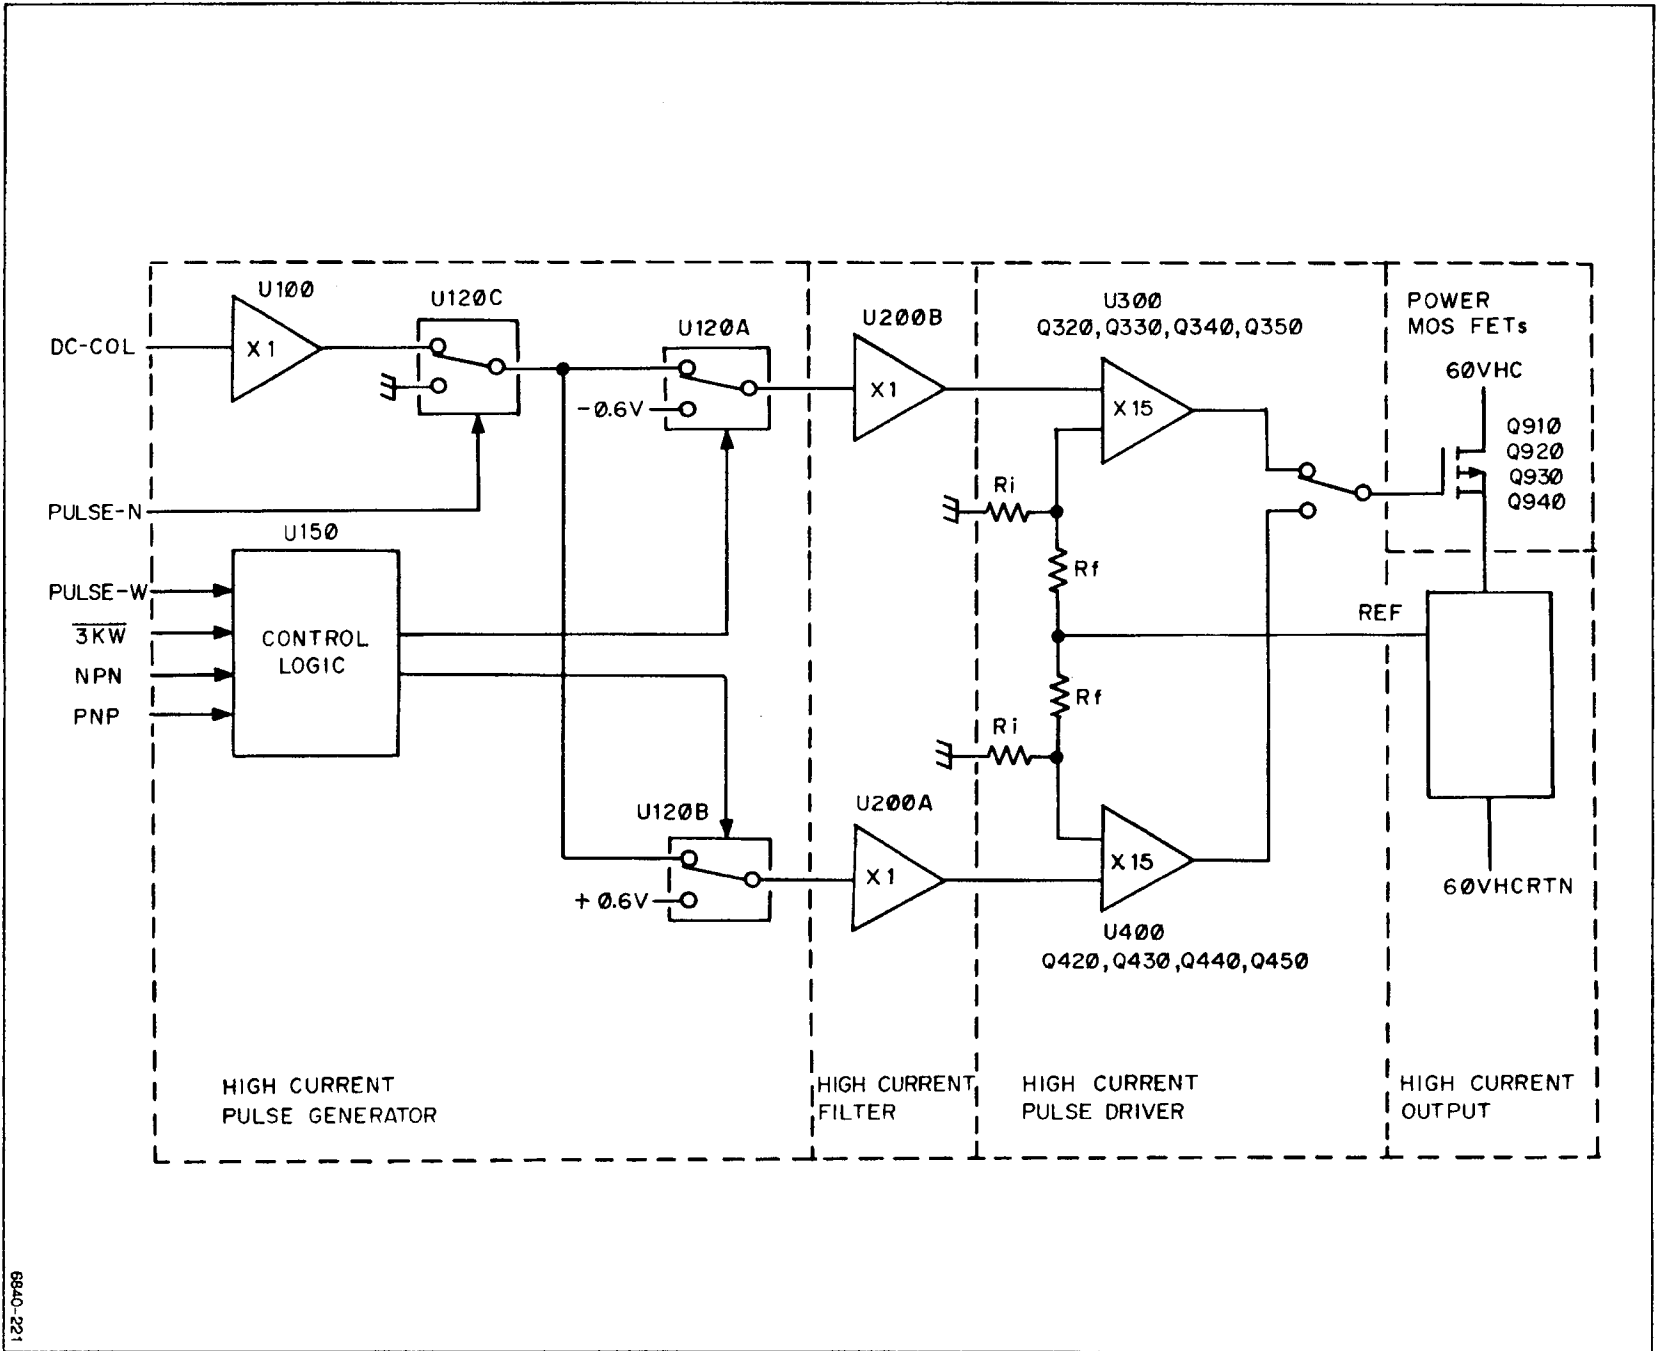 U100
X1
DC-COL
U120C
U120A
-0.6V
U200B
X1
U300
Q320, Q330, Q340, Q350
X15
POWER
MOS FETs
60VHC
Q910
Q920
Q930
Q940
PULSE-N
U150
PULSE-W
3KW
NPN
PNP
CONTROL
LOGIC
Ri
Rf
REF
Rf
Ri
U120B
+0.6V
U200A
X1
X15
U400
Q420, Q430, Q440, Q450
60VHCRTN
HIGH CURRENT
PULSE GENERATOR
HIGH CURRENT
FILTER
HIGH CURRENT
PULSE DRIVER
HIGH CURRENT
OUTPUT
6840-221